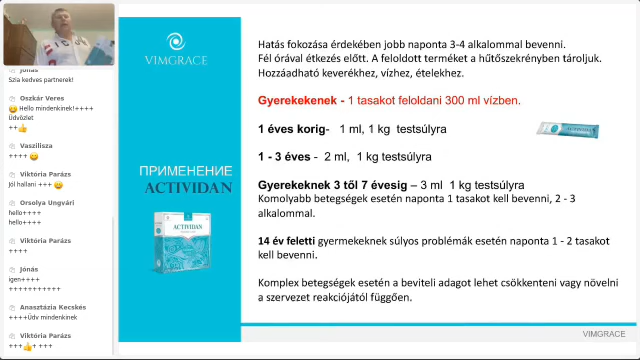 Jónás
Szia kedves partnerek!
Oszkár Veres
Hello mindenkinek!++++
Üdvözlet
++
Vaszilisza
++++
Viktória Parázs
Jól hallani +++
Orsolya Ungvári
hello++++
hello++++
Viktória Parázs
++++
Jónás
igen++++
+++++++++++
Anasztázia Kecskés
++++Üdv mindenkinek
Viktória Parázs
+++ + +++
VIMGRACE
ПРИМЕНЕНИЕ
ACTIVIDAN
ACTIVIDAN
Hatás fokozása érdekében jobb naponta 3-4 alkalommal bevenni.
Fél órával étkezés előtt. A feloldott terméket a hűtőszekrényben tároljuk.
Hozzáadható keverékhez, vízhez, ételekhez.
Gyerekekenek - 1 tasakot feloldani 300 ml vízben.
1 éves korig- 1 ml, 1 kg testsúlyra
1 - 3 éves - 2 ml, 1 kg testsúlyra
Gyerekeknek 3 től 7 évesig – 3 ml 1 kg testsúlyra
Komolyabb betegségek esetén naponta 1 tasakot kell bevenni, 2 - 3
alkalommal.
14 év feletti gyermekeknek súlyos problémák esetén naponta 1 - 2 tasakot
kell bevenni.
Komplex betegségek esetén a beviteli adagot lehet csökkenteni vagy növelni
a szervezet reakciójától függően.
VIMGRACE